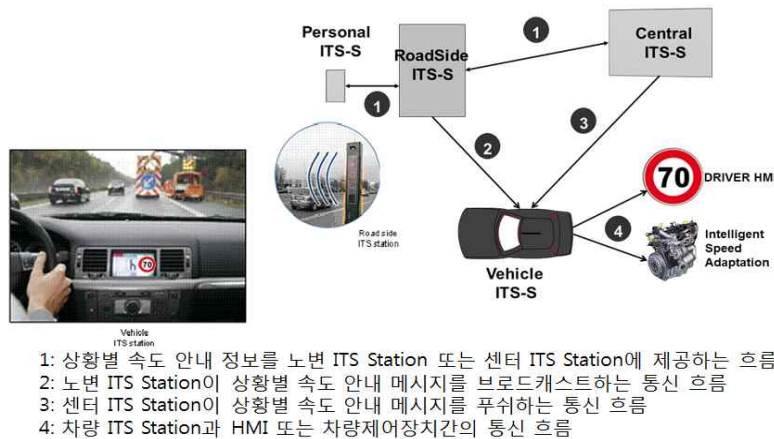 Personal
ITS-S
RoadSide
ITS-S
Central
ITS-S
1
1
2
3
4
70
DRIVER HMI
Intelligent
Speed
Adaptation
Vehicle
ITS-S
Road side
ITS station
70
Vehicle
ITS station
1: 상황별 속도 안내 정보를 노변 ITS Station 또는 센터 ITS Station에 제공하는 흐름
2: 노변 ITS Station이 상황별 속도 안내 메시지를 브로드캐스트하는 통신 흐름
3: 센터 ITS Station이 상황별 속도 안내 메시지를 푸쉬하는 통신 흐름
4: 차량 ITS Station과 HMI 또는 차량제어장치간의 통신 흐름